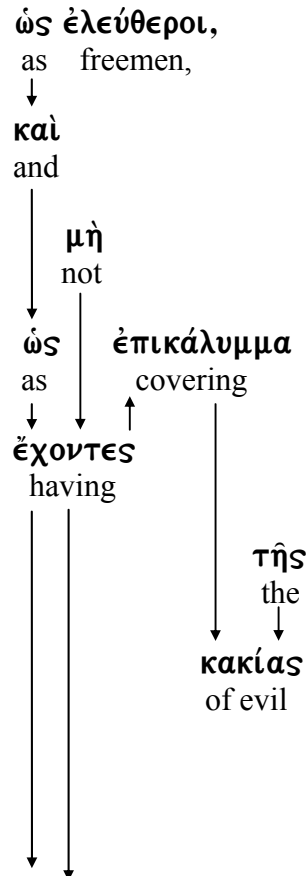 ὡς ἐλεύθεροι,
as freemen,
καὶ
and
μὴ
not
ὡς ἐπικάλυμμα
as covering
ἔχοντες
having
τῆς
the
κακίας
of evil